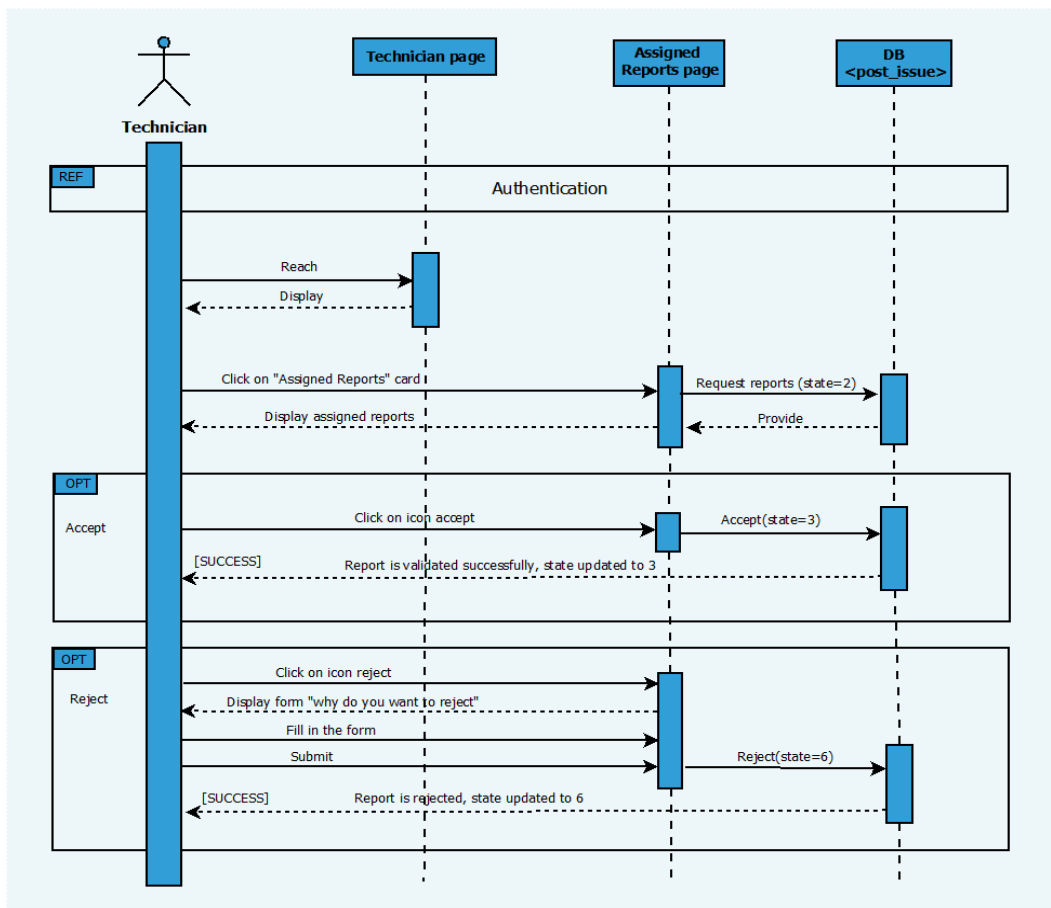 Technician page
Assigned
Reports page
DB
<post_issue>
Technician
REF
Authentication
Reach
Display
Click on "Assigned Reports" card
Request reports (state=2)
Display assigned reports
Provide
OPT
Accept
Click on icon accept
Accept(state=3)
[SUCCESS]
Report is validated successfully, state updated to 3
OPT
Reject
Click on icon reject
Display form "why do you want to reject"
Fill in the form
Submit
Reject(state=6)
[SUCCESS]
Report is rejected, state updated to 6